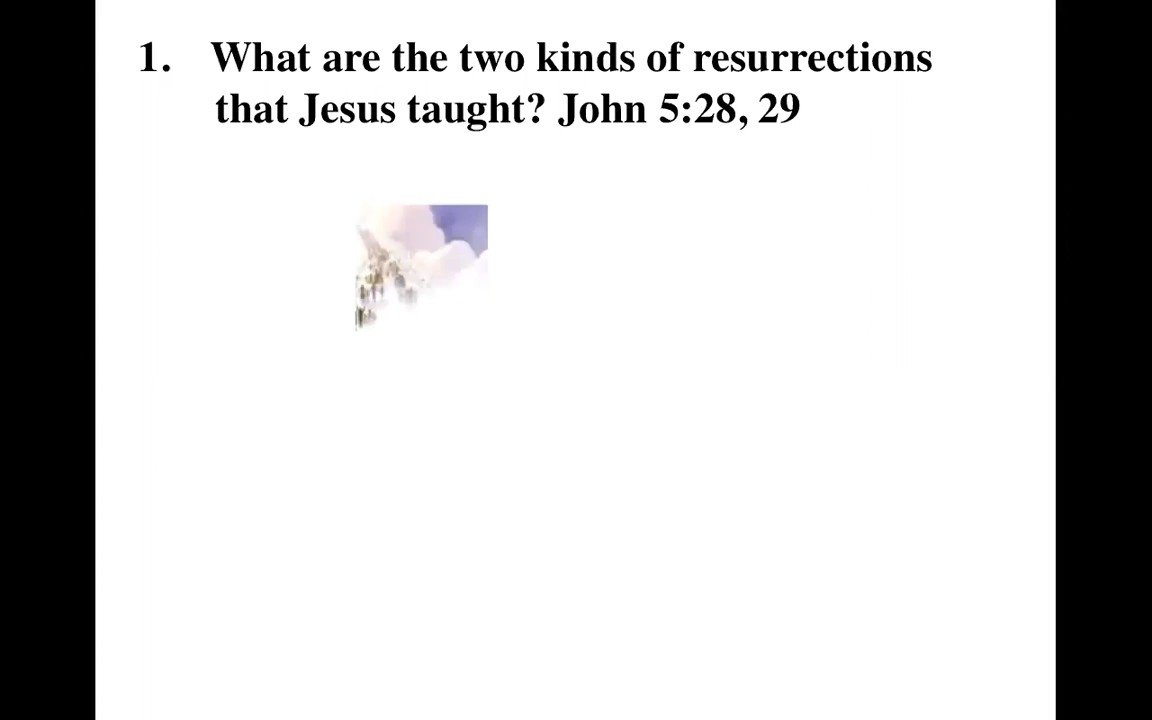 1. What are the two kinds of resurrections
that Jesus taught? John 5:28, 29